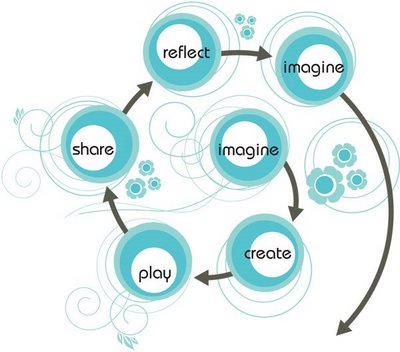 reflect
imagine
share
imagine
create
play